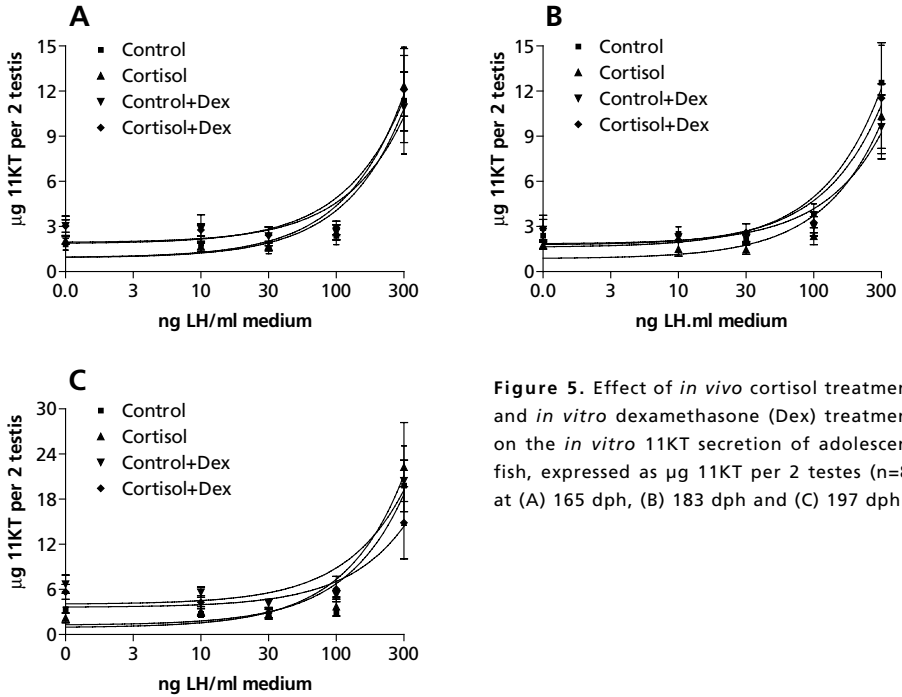 A
µg 11KT per 2 testis
15
12
9
6
3
0
Control
Cortisol
Control+Dex
Cortisol+Dex
0.0 3 10 30 100 300
ng LH/ml medium
B
µg 11KT per 2 testis
15
12
9
6
3
0
Control
Cortisol
Control+Dex
Cortisol+Dex
0.0 3 10 30 100 300
ng LH.ml medium
C
µg 11KT per 2 testis
30
24
18
12
6
0
Control
Cortisol
Control+Dex
Cortisol+Dex
0 3 10 30 100 300
ng LH/ml medium
Figure 5. Effect of in vivo cortisol treatmen
and in vitro dexamethasone (Dex) treatmen
on the in vitro 11KT secretion of adolescen
fish, expressed as µg 11KT per 2 testes (n=8
at (A) 165 dph, (B) 183 dph and (C) 197 dph